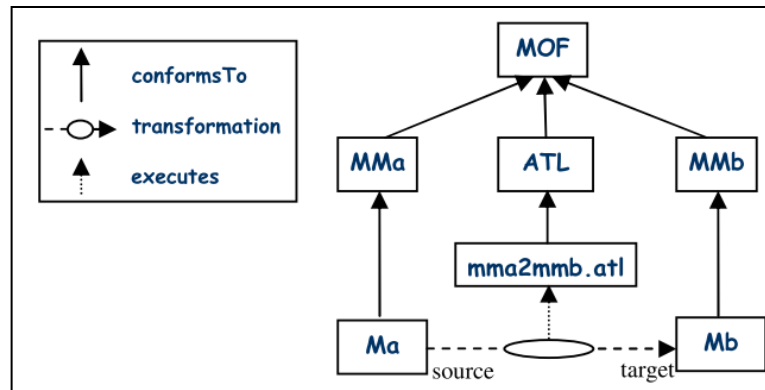 conformsTo
transformation
executes
MOF
MMa
ATL
MMb
mma2mmb.atl
Ma
source
target
Mb